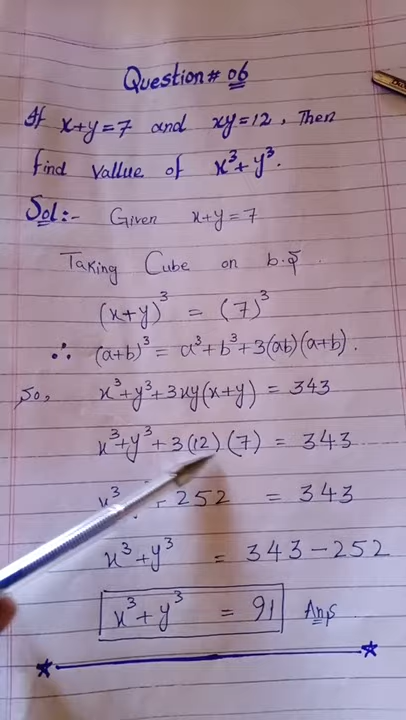 Question# 06
If x+y=7 and xy=12, Then
find vallue of x³+y³.
Sol:- Given x+y=7
Taking Cube on b.s
(x+y)³ = (7)³
∴ (a+b)³ = a³+b³+3(ab)(a+b).
So, x³+y³+3xy(x+y) = 343
x³+y³+3(12)(7) = 343
x³ 252 = 343
x³+y³ = 343-252
x³+y³ = 91 Ans